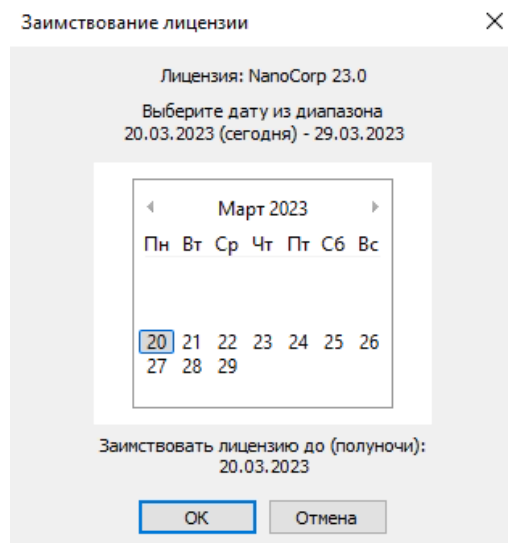 Заимствование лицензии
Лицензия: NanoCorp 23.0
Выберите дату из диапазона
20.03.2023 (сегодня) - 29.03.2023
Март 2023
Пн Вт Ср Чт Пт Сб Вс
20 21 22 23 24 25 26
27 28 29
Заимствовать лицензию до (полуночи):
20.03.2023
ОК Отмена